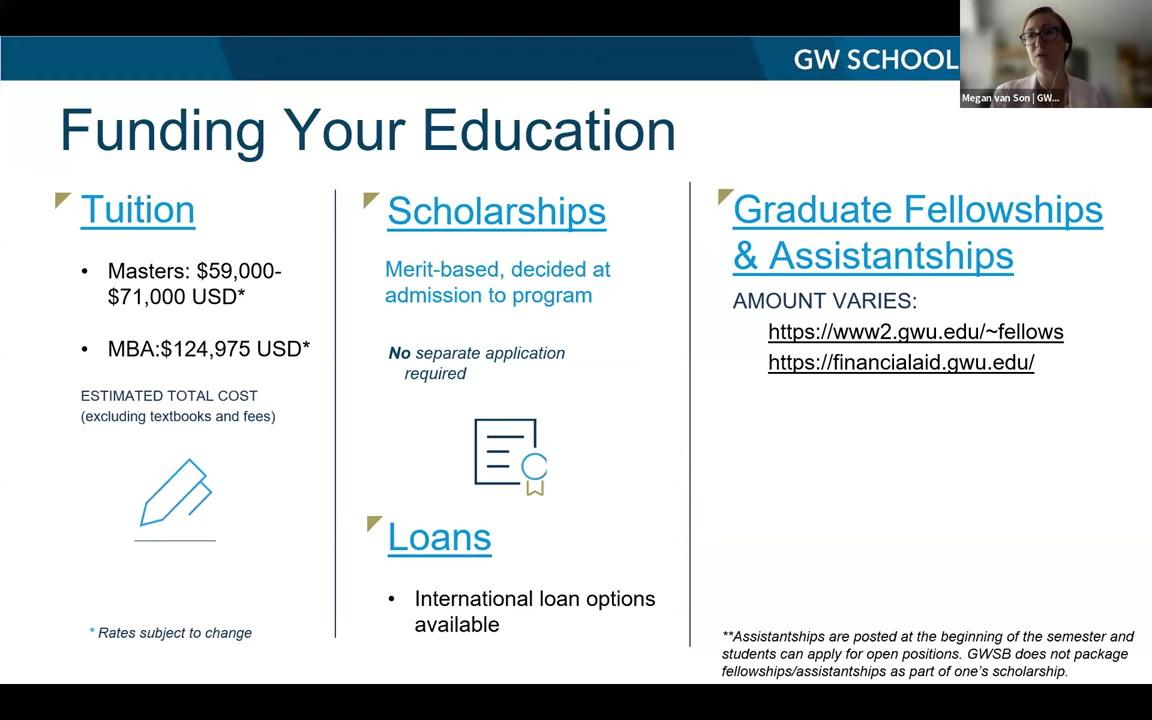 GW SCHOOL
Megan van Son | GW...
Funding Your Education
Tuition
• Masters: $59,000-
$71,000 USD*
• MBA:$124,975 USD*
ESTIMATED TOTAL COST
(excluding textbooks and fees)
* Rates subject to change
Scholarships
Merit-based, decided at
admission to program
No separate application
required
Loans
• International loan options
available
Graduate Fellowships
& Assistantships
AMOUNT VARIES:
https://www2.gwu.edu/~fellows
https://financialaid.gwu.edu/
**Assistantships are posted at the beginning of the semester and
students can apply for open positions. GWSB does not package
fellowships/assistantships as part of one's scholarship.